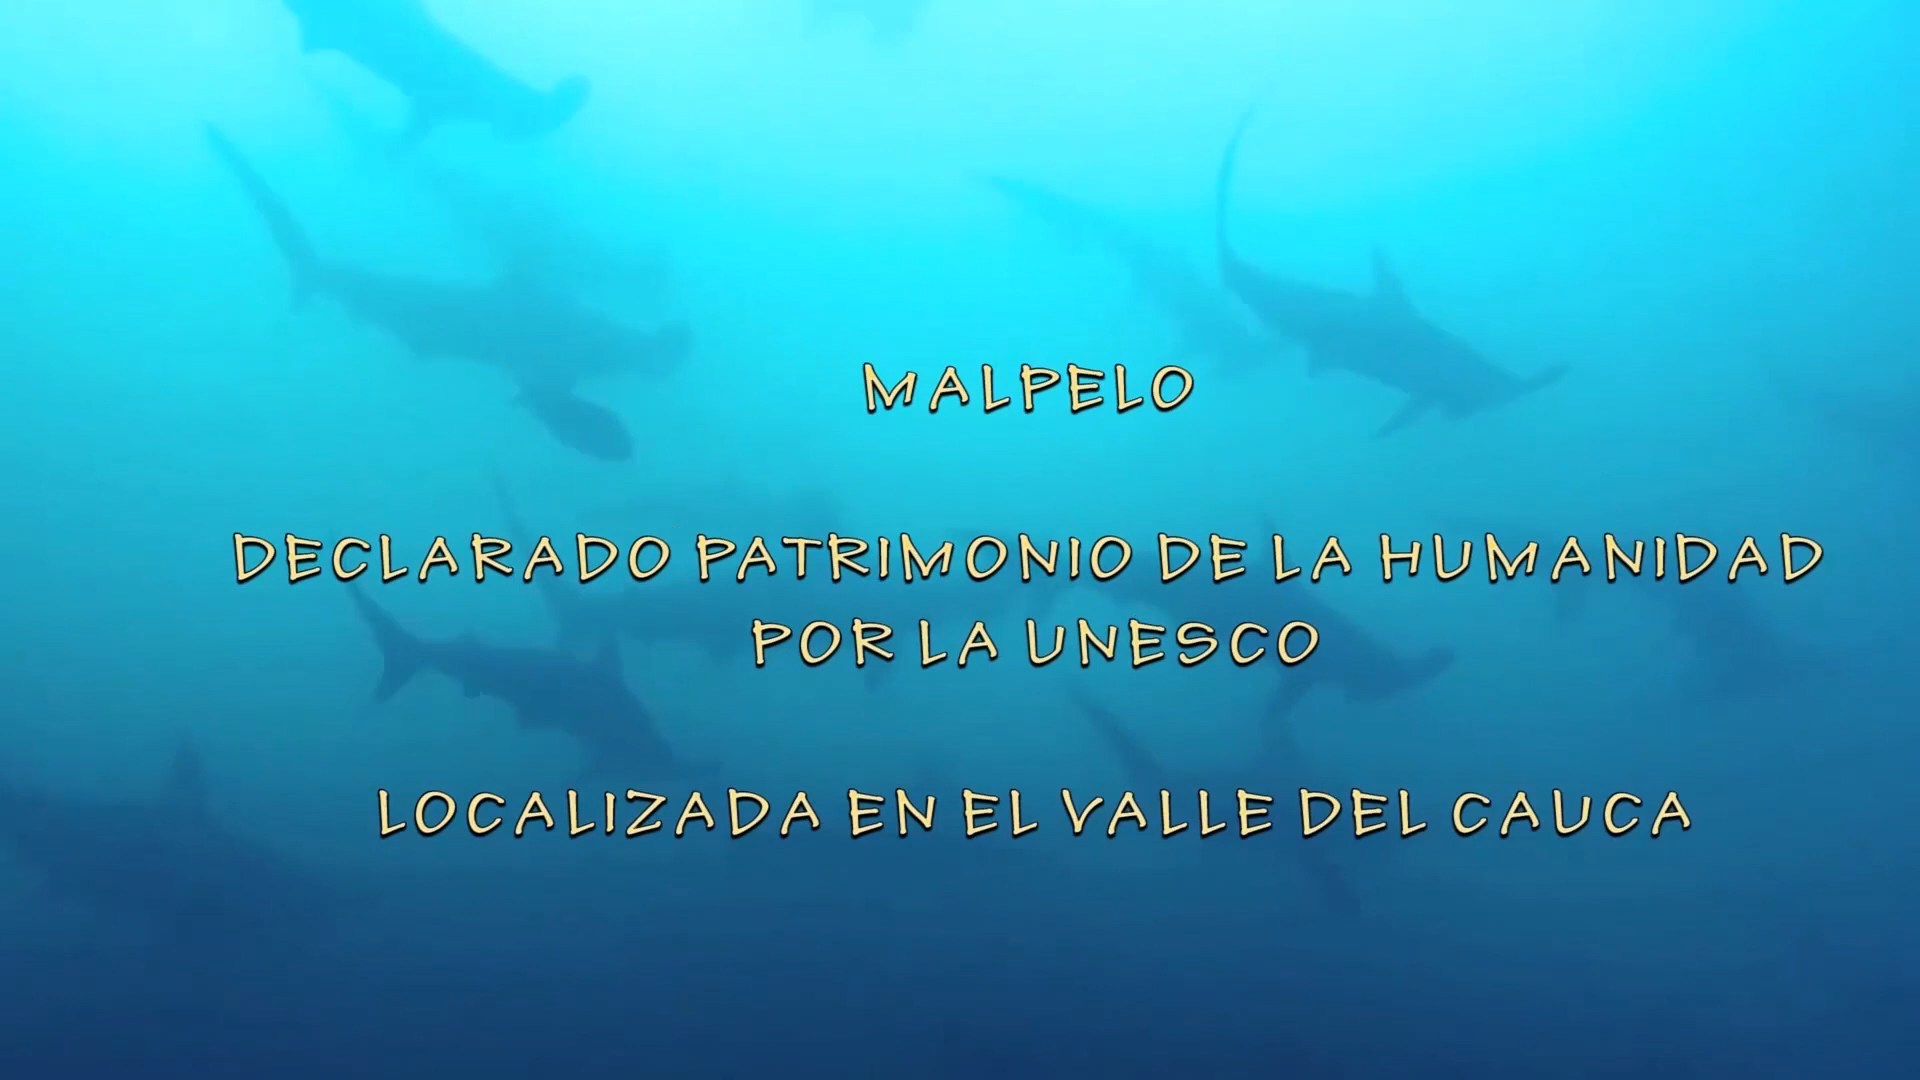 MALPELO
DECLARADO PATRIMONIO DE LA HUMANIDAD
POR LA UNESCO
LOCALIZADA EN EL VALLE DEL CAUCA